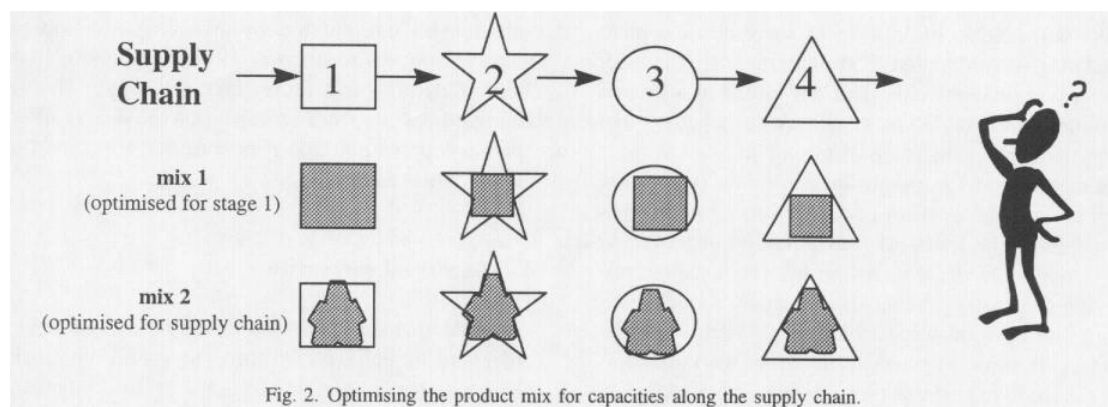 Supply
Chain
1
2
3
4
?
mix 1
(optimised for stage 1)
mix 2
(optimised for supply chain)
Fig. 2. Optimising the product mix for capacities along the supply chain.